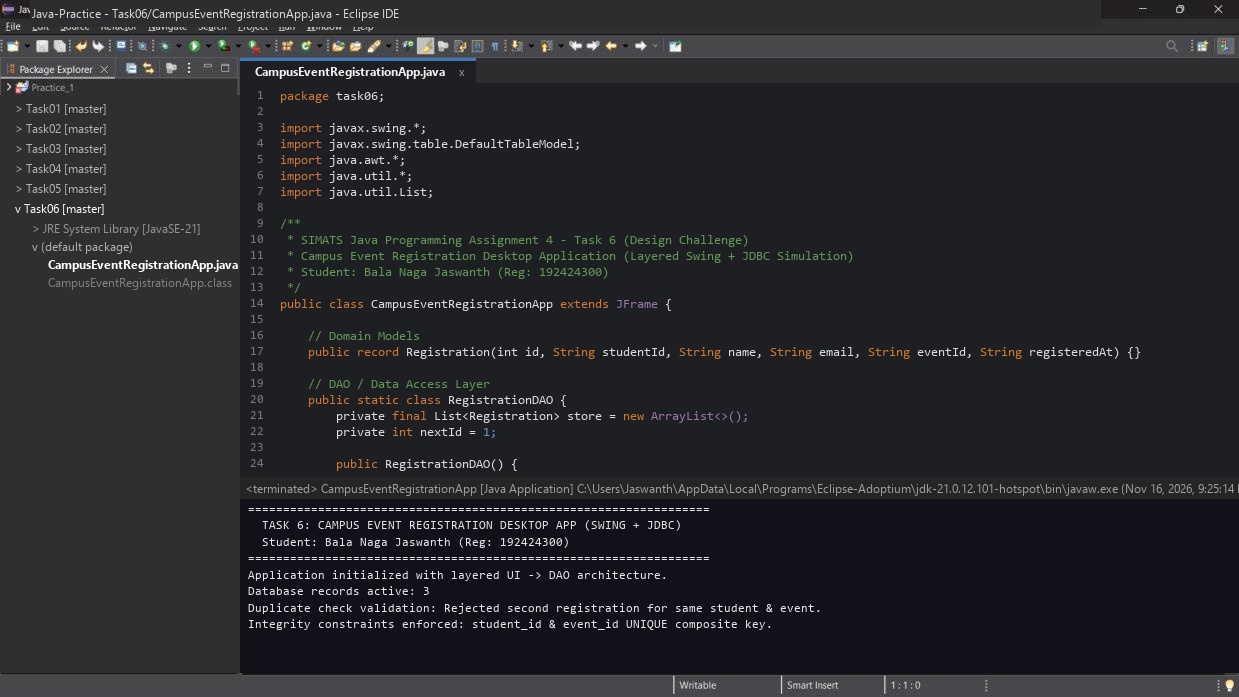 Jav Java-Practice - Task06/CampusEventRegistrationApp.java - Eclipse IDE
File Edit Source Refactor Navigate Search Project Run Window Help
Package Explorer
Practice_1
> Task01 [master]
> Task02 [master]
> Task03 [master]
> Task04 [master]
> Task05 [master]
v Task06 [master]
> JRE System Library [JavaSE-21]
v (default package)
CampusEventRegistrationApp.java
CampusEventRegistrationApp.class
CampusEventRegistrationApp.java x
1 package task06;
2
3 import javax.swing.*;
4 import javax.swing.table.DefaultTableModel;
5 import java.awt.*;
6 import java.util.*;
7 import java.util.List;
8
9 /**
10 * SIMATS Java Programming Assignment 4 - Task 6 (Design Challenge)
11 * Campus Event Registration Desktop Application (Layered Swing + JDBC Simulation)
12 * Student: Bala Naga Jaswanth (Reg: 192424300)
13 */
14 public class CampusEventRegistrationApp extends JFrame {
15
16 // Domain Models
17 public record Registration(int id, String studentId, String name, String email, String eventId, String registeredAt) {}
18
19 // DAO / Data Access Layer
20 public static class RegistrationDAO {
21 private final List<Registration> store = new ArrayList<>();
22 private int nextId = 1;
23
24 public RegistrationDAO() {
<terminated> CampusEventRegistrationApp [Java Application] C:\Users\Jaswanth\AppData\Local\Programs\Eclipse-Adoptium\jdk-21.0.12.101-hotspot\bin\javaw.exe (Nov 16, 2026, 9:25:14
==================================================================
TASK 6: CAMPUS EVENT REGISTRATION DESKTOP APP (SWING + JDBC)
Student: Bala Naga Jaswanth (Reg: 192424300)
==================================================================
Application initialized with layered UI -> DAO architecture.
Database records active: 3
Duplicate check validation: Rejected second registration for same student & event.
Integrity constraints enforced: student_id & event_id UNIQUE composite key.
Writable Smart Insert 1 : 1 : 0